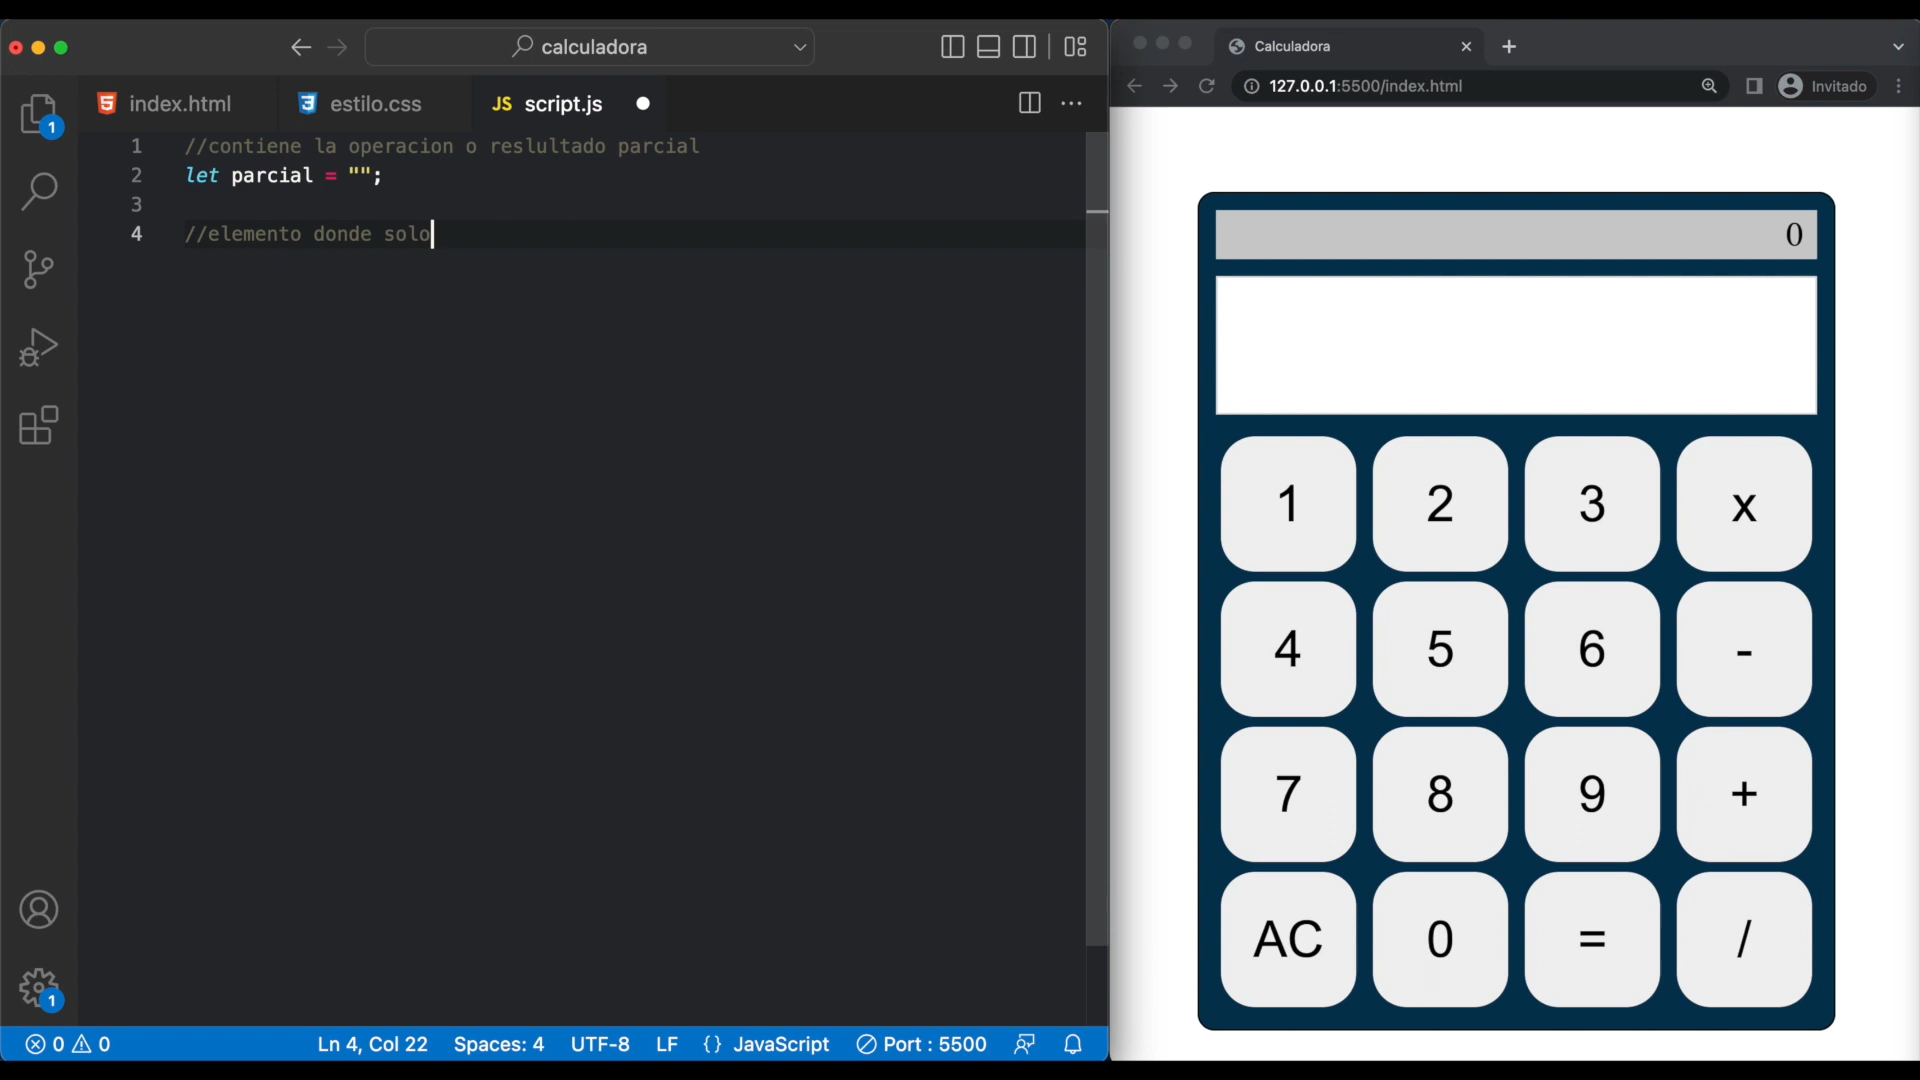 calculadora
index.html
estilo.css
JS script.js
1 //contiene la operacion o reslultado parcial
2 let parcial = "";
3
4 //elemento donde solo
1
1
0 0
Ln 4, Col 22
Spaces: 4
UTF-8
LF
{} JavaScript
Port : 5500
Calculadora
127.0.0.1:5500/index.html
Invitado
0
1 2 3 x
4 5 6 -
7 8 9 +
AC 0 = /